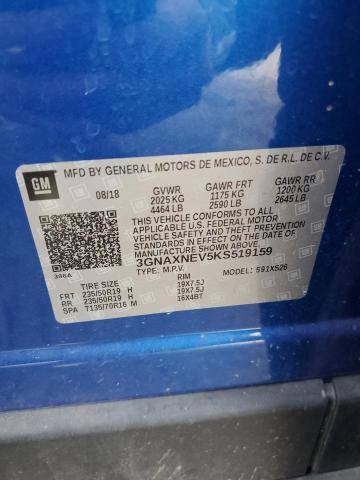 GM
MFD BY GENERAL MOTORS DE MEXICO, S. DE R.L. DE C.V.
08/18 GVWR GAWR FRT GAWR RR
2025 KG 1175 KG 1200 KG
4464 LB 2590 LB 2645 LB
THIS VEHICLE CONFORMS TO ALL
APPLICABLE U.S. FEDERAL MOTOR
VEHICLE SAFETY, BUMPER, AND THEFT
PREVENTION STANDARDS IN EFFECT ON THE
DATE OF MANUFACTURE SHOWN ABOVE.
3GNAXNEV5KS519159
TYPE: M.P.V. MODEL: 591XS26
386A
TIRE SIZE RIM
FRT 235/50R19 H 19X7.5J
RR 235/50R19 H 19X7.5J
SPA T135/70R16 M 16X4BT